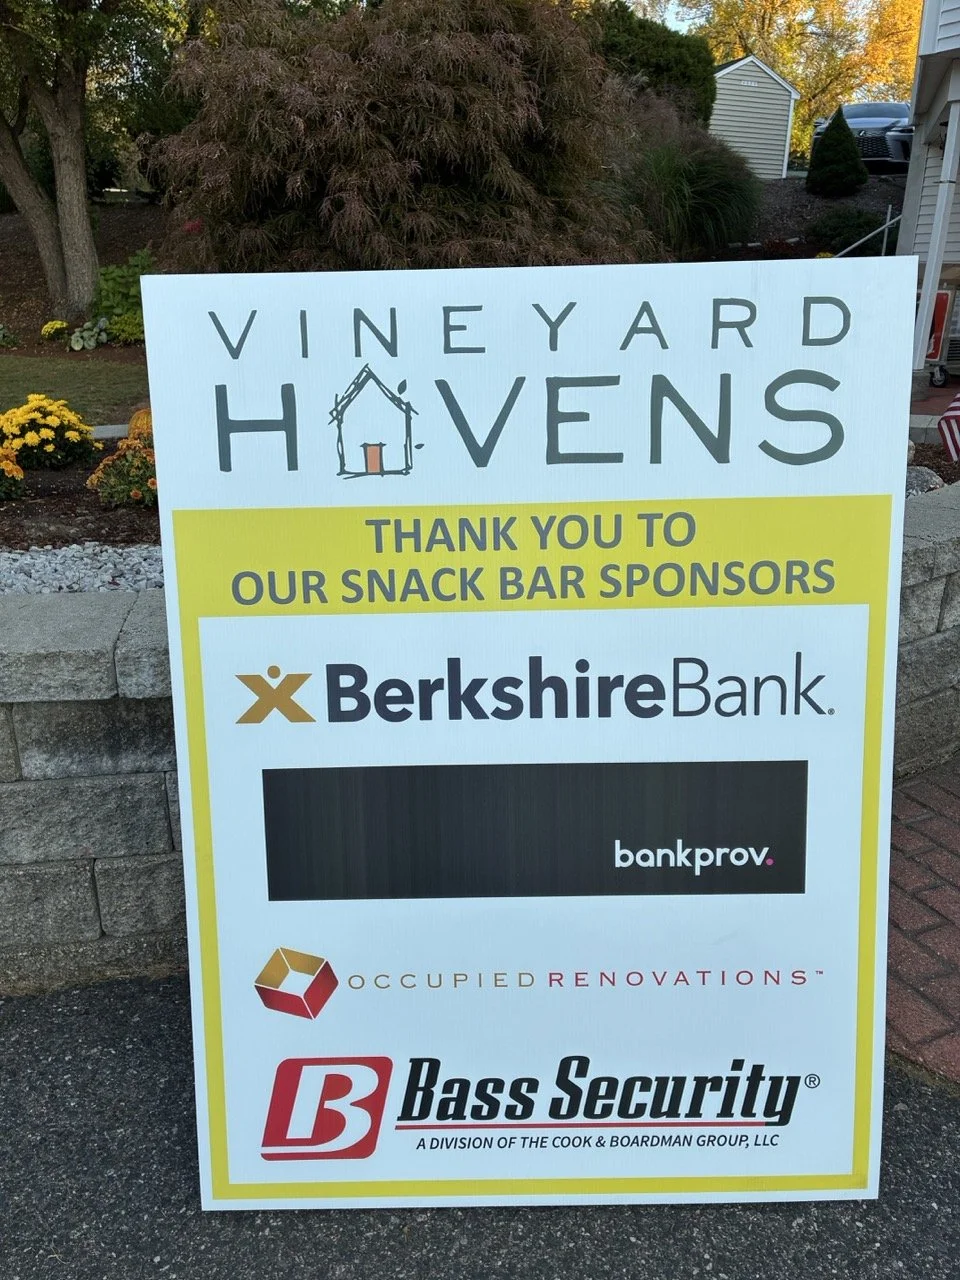 VINEYARD
HAVENS
THANK YOU TO
OUR SNACK BAR SPONSORS
BerkshireBank®
bankprov.
OCCUPIED RENOVATIONS™
B Bass Security®
A DIVISION OF THE COOK & BOARDMAN GROUP, LLC